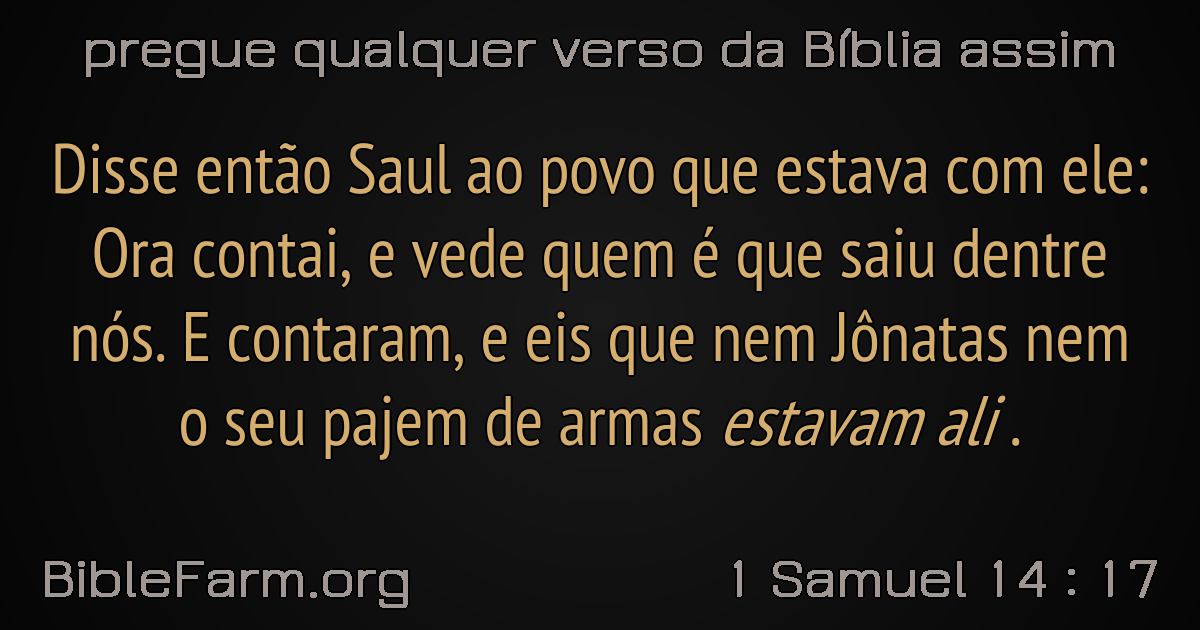 pregue qualquer verso da Bíblia assim
Disse então Saul ao povo que estava com ele:
Ora contai, e vede quem é que saiu dentre
nós. E contaram, e eis que nem Jônatas nem
o seu pajem de armas estavam ali .
BibleFarm.org
1 Samuel 14 : 17